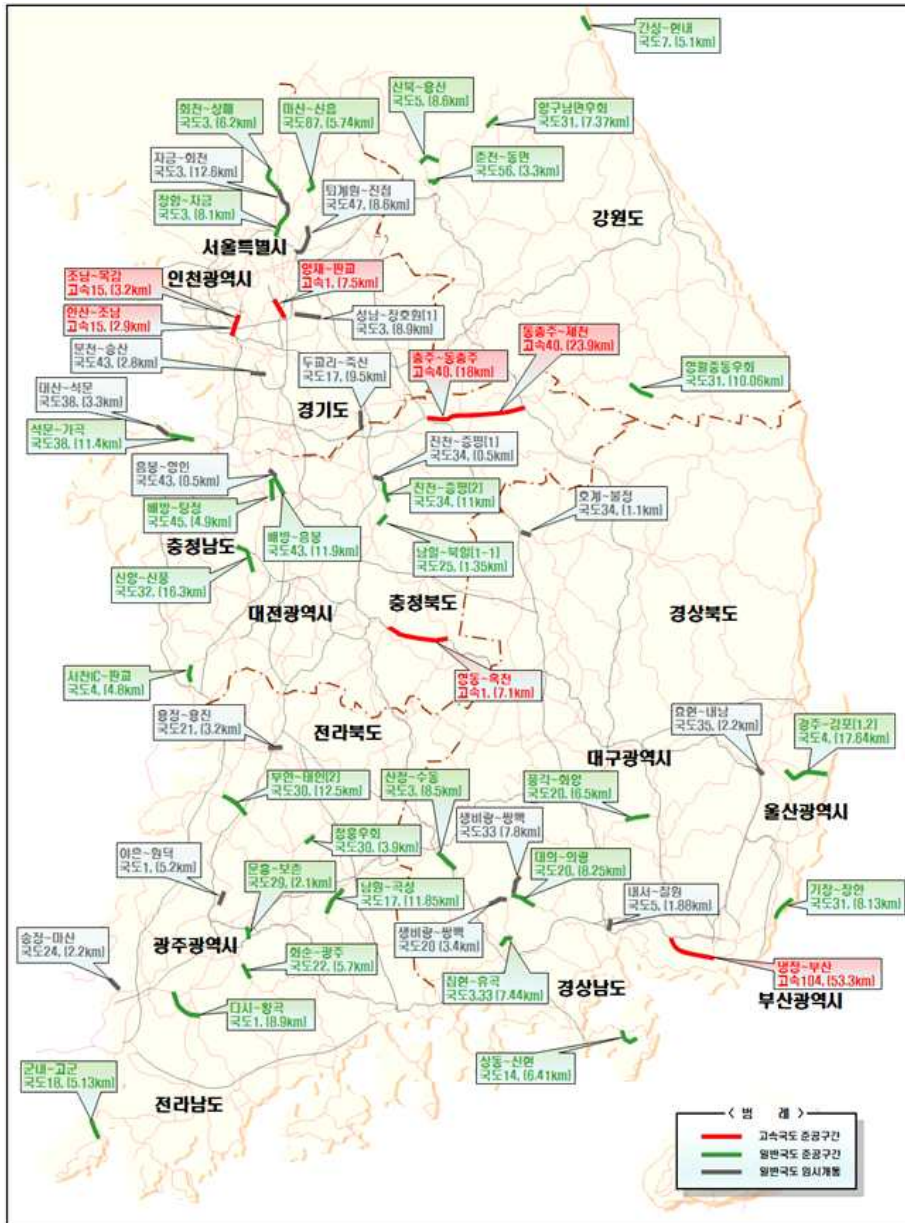 간성~현내
국도7, (5.1km)
신북~용산
국도5, (8.6km)
회천~상패
국도3, (6.2km)
마산~신읍
국도87, (5.74km)
양구남면우회
국도31, (7.37km)
자금~회천
국도3, (12.6km)
춘천~동면
국도56, (3.3km)
퇴계원~진접
국도47, (8.6km)
장암~자금
국도3, (8.1km)
강원도
서울특별시
인천광역시
조남~목감
고속15, (3.2km)
양재~판교
고속1, (7.5km)
안산~조남
고속15, (2.9km)
성남~장호원(1)
국도3, (8.9km)
동충주~제천
고속40, (23.9km)
국도43, (2.8km)
두교리~죽산
국도17, (9.5km)
충주~동충주
고속40, (18km)
영월중동우회
국도31, (10.06km)
대산~석문
국도38, (3.3km)
경기도
석문~가곡
국도38, (11.4km)
진천~증평(1)
국도34, (0.5km)
음봉~영인
국도43, (0.5km)
진천~증평(2)
국도34, (11km)
호계~불정
국도34, (1.1km)
배방~탕정
국도45, (4.9km)
배방~음봉
국도43, (11.9km)
남일~북일(1-1)
국도25, (1.35km)
충청남도
신양~신풍
국도32, (16.3km)
대전광역시
충청북도
경상북도
서천IC~판교
국도4, (4.8km)
영동~옥천
고속1, (7.1km)
용정~용진
국도21, (3.2km)
전라북도
효현~내남
국도35, (2.2km)
경주~감포(1,2)
국도4, (17.64km)
대구광역시
부안~태인(2)
국도30, (12.5km)
산청~수동
국도3, (8.5km)
풍각~화양
국도20, (6.5km)
울산광역시
생비량~쌍백
국도33 (7.8km)
국도30, (3.9km)
야은~원덕
국도1, (5.2km)
문흥~보촌
국도29, (2.1km)
남원~곡성
국도17, (11.85km)
대의~의령
국도20, (8.25km)
내서~창원
국도5, (1.88km)
기장~장안
국도31, (8.13km)
광주광역시
생비량~쌍백
국도20 (3.4km)
송정~마산
국도24, (2.2km)
화순~광주
국도22, (5.7km)
집현~유곡
국도3,33 (7.44km)
경상남도
냉정~부산
고속104, (53.3km)
부산광역시
다시~왕곡
국도1, (8.9km)
상동~신현
국도14, (6.41km)
군내~고군
국도18, (5.13km)
전라남도
< 범 례 >
고속국도 준공구간
일반국도 준공구간
일반국도 임시개통